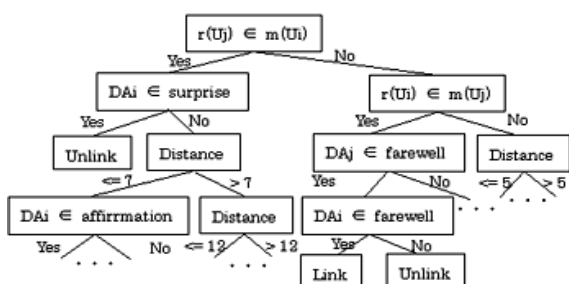 r(Uj) ∈ m(Ui)
Yes No
DAi ∈ surprise r(Ui) ∈ m(Uj)
Yes No Yes No
Unlink Distance DAj ∈ farewell Distance
<= 7 > 7 Yes No <= 5 > 5
DAi ∈ affirrmation Distance DAi ∈ farewell . . . . . .
Yes No <= 12 > 12 Yes No
. . . . . . Link Unlink